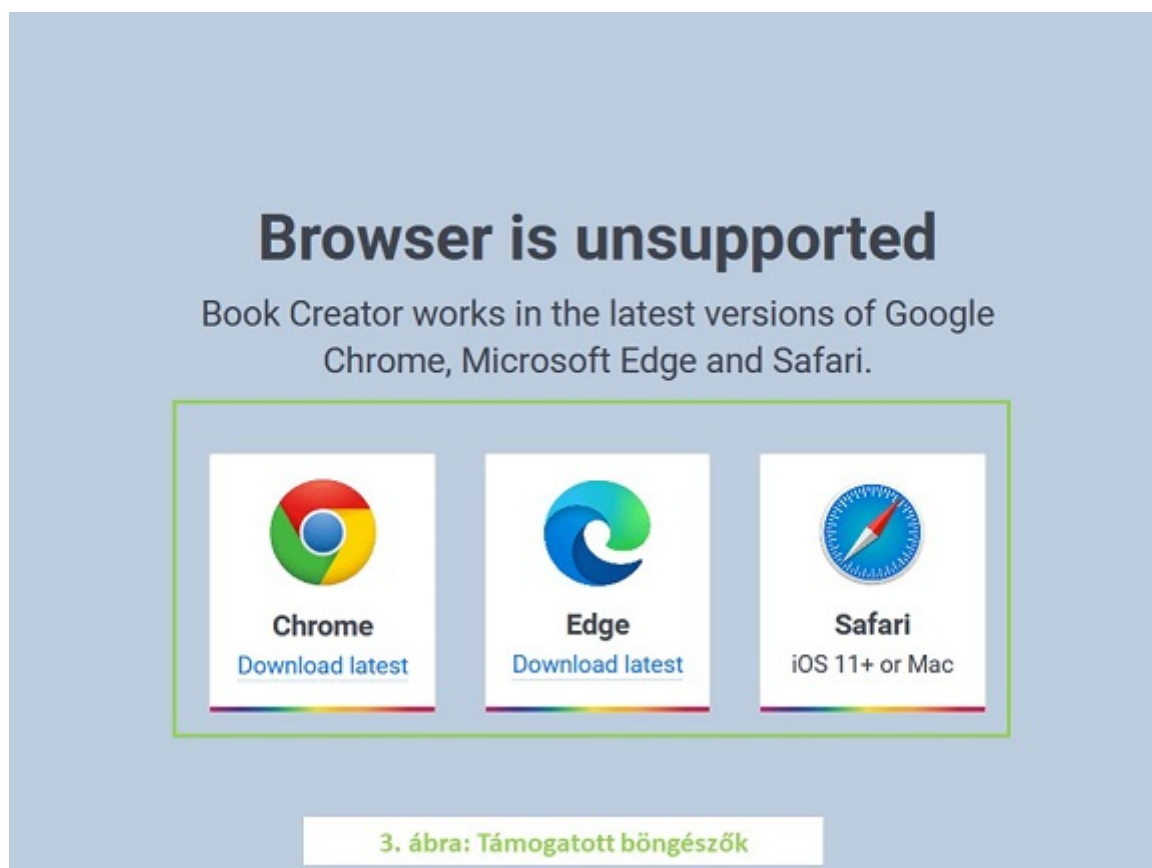 Browser is unsupported
Book Creator works in the latest versions of Google
Chrome, Microsoft Edge and Safari.
Chrome
Download latest
Edge
Download latest
Safari
iOS 11+ or Mac
3. ábra: Támogatott böngészők